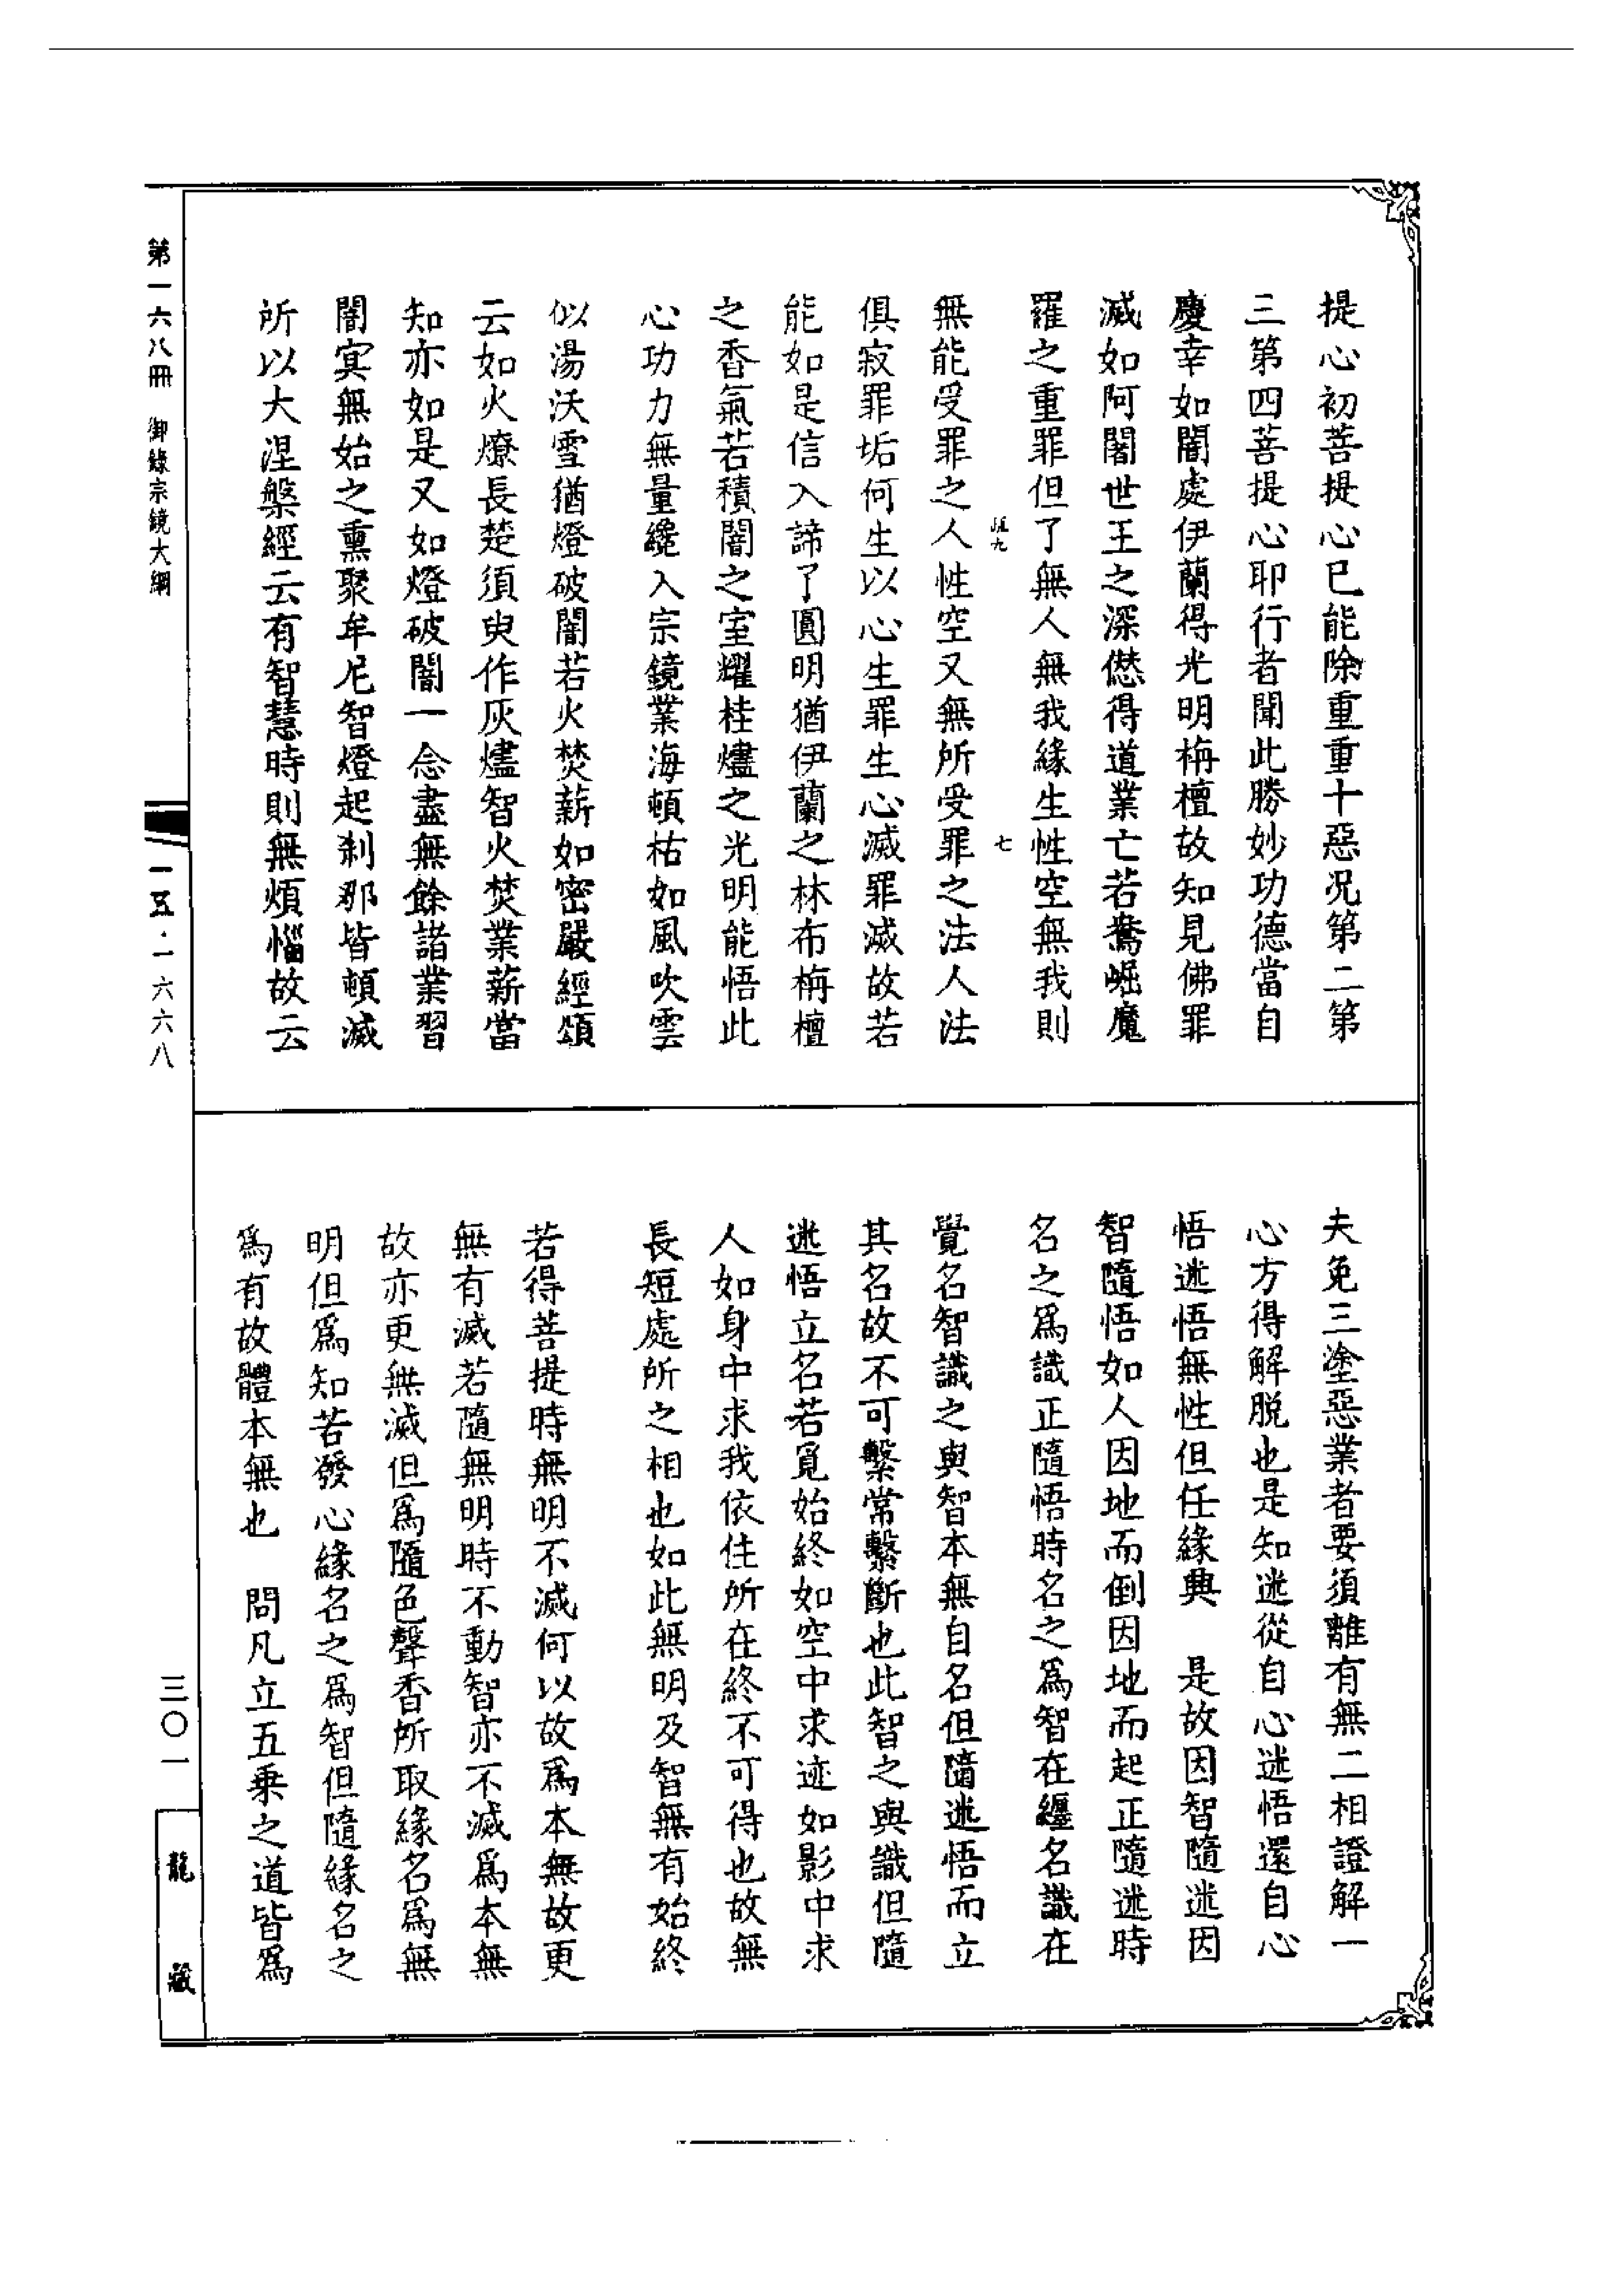 提心初菩提心已能除重重十惡况第二第
三第四菩提心耶行者聞此勝妙功德當自
慶幸如闇處伊蘭得光明栴檀故知見佛罪
滅如阿闍世王之深𠎝得道業亡若鴦崛魔
羅之重罪但了無人無我緣生性空無我則
七
無能受罪之人性空又無所受罪之法人法
俱寂罪垢何生以心生罪生心滅罪滅故若
能如是信入諦了圓明猶伊蘭之林布栴檀
之香氣若積闇之室耀桂燼之光明能悟此
心功力無量纔入宗鏡業海頓枯如風吹雲
似湯沃雪猶燈破闇若火焚薪如密嚴經頌
云如火燎長楚須臾作灰燼智火焚業薪當
知亦如是又如燈破闇一念盡無餘諸業習
闇冥無始之熏聚牟尼智燈起刹那皆頓滅
所以大涅槃經云有智慧時則無煩惱故云
夫免三塗惡業者要須離有無二相證解一
心方得解脱也是知迷從自心迷悟還自心
悟迷悟無性但任緣興　是故因智隨迷因
智隨悟如人因地而倒因地而起正隨迷時
名之爲識正隨悟時名之爲智在纏名識在
覺名智識之與智本無自名但隨迷悟而立
其名故不可繫常繫斷也此智之與識但隨
迷悟立名若覓始終如空中求迹如影中求
人如身中求我依住所在終不可得也故無
長短處所之相也如此無明及智無有始終
若得菩提時無明不滅何以故爲本無故更
無有滅若隨無明時不動智亦不滅爲本無
故亦更無滅但爲隨色聲香所取緣名爲無
明但爲知若發心緣名之爲智但隨緣名之
爲有故體本無也　問凡立五乘之道皆爲
第一六八冊　御錄宗鏡大綱
一五·一六六八
三〇一
龍藏